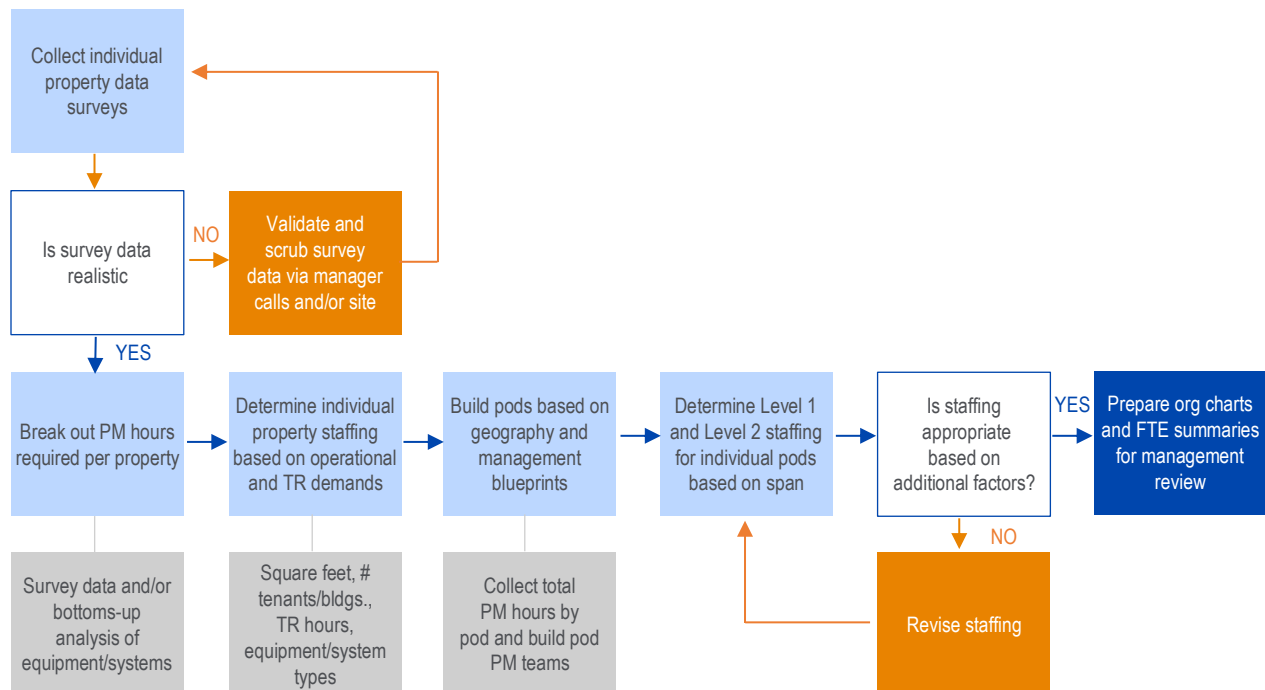 Collect individual
property data
surveys
Is survey data
realistic
NO
Validate and
scrub survey
data via manager
calls and/or site
YES
Break out PM hours
required per property
Determine individual
property staffing
based on operational
and TR demands
Build pods based on
geography and
management
blueprints
Determine Level 1
and Level 2 staffing
for individual pods
based on span
Is staffing
appropriate
based on
additional factors?
YES
Prepare org charts
and FTE summaries
for management
review
NO
Survey data and/or
bottoms-up
analysis of
equipment/systems
Square feet, #
tenants/bldgs.,
TR hours,
equipment/system
types
Collect total
PM hours by
pod and build pod
PM teams
Revise staffing